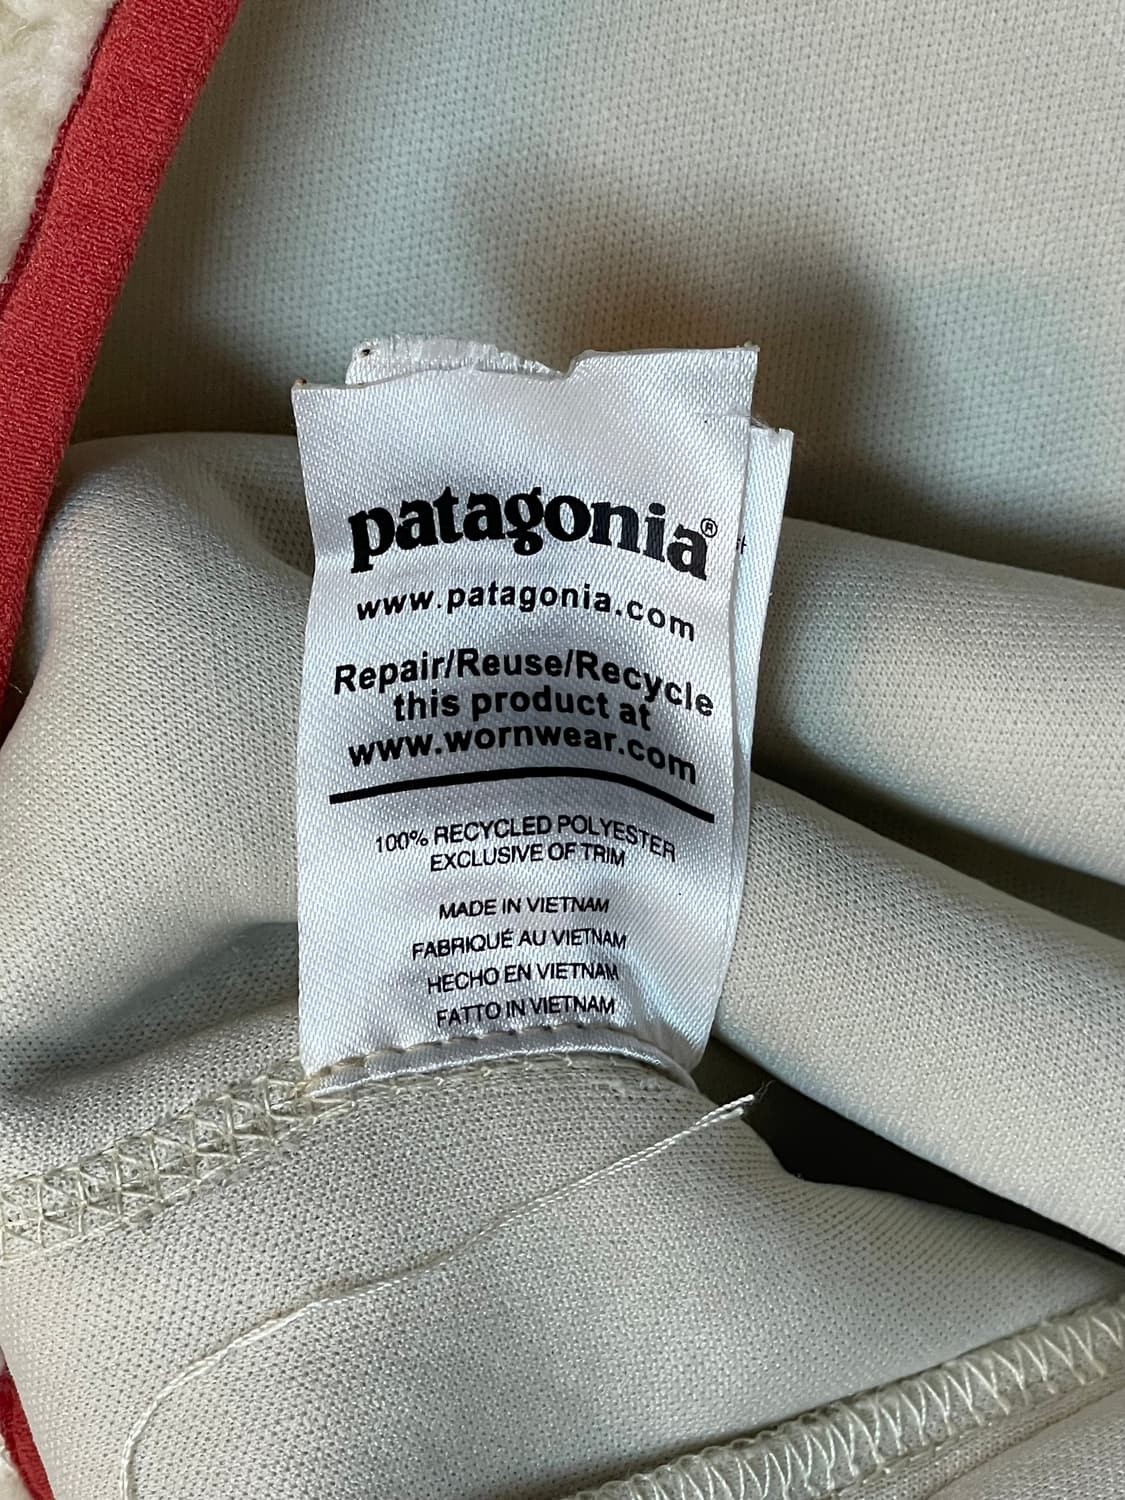 patagonia®
www.patagonia.com
Repair/Reuse/Recycle
this product at
www.wornwear.com
100% RECYCLED POLYESTER
EXCLUSIVE OF TRIM
MADE IN VIETNAM
FABRIQUÉ AU VIETNAM
HECHO EN VIETNAM
FATTO IN VIETNAM